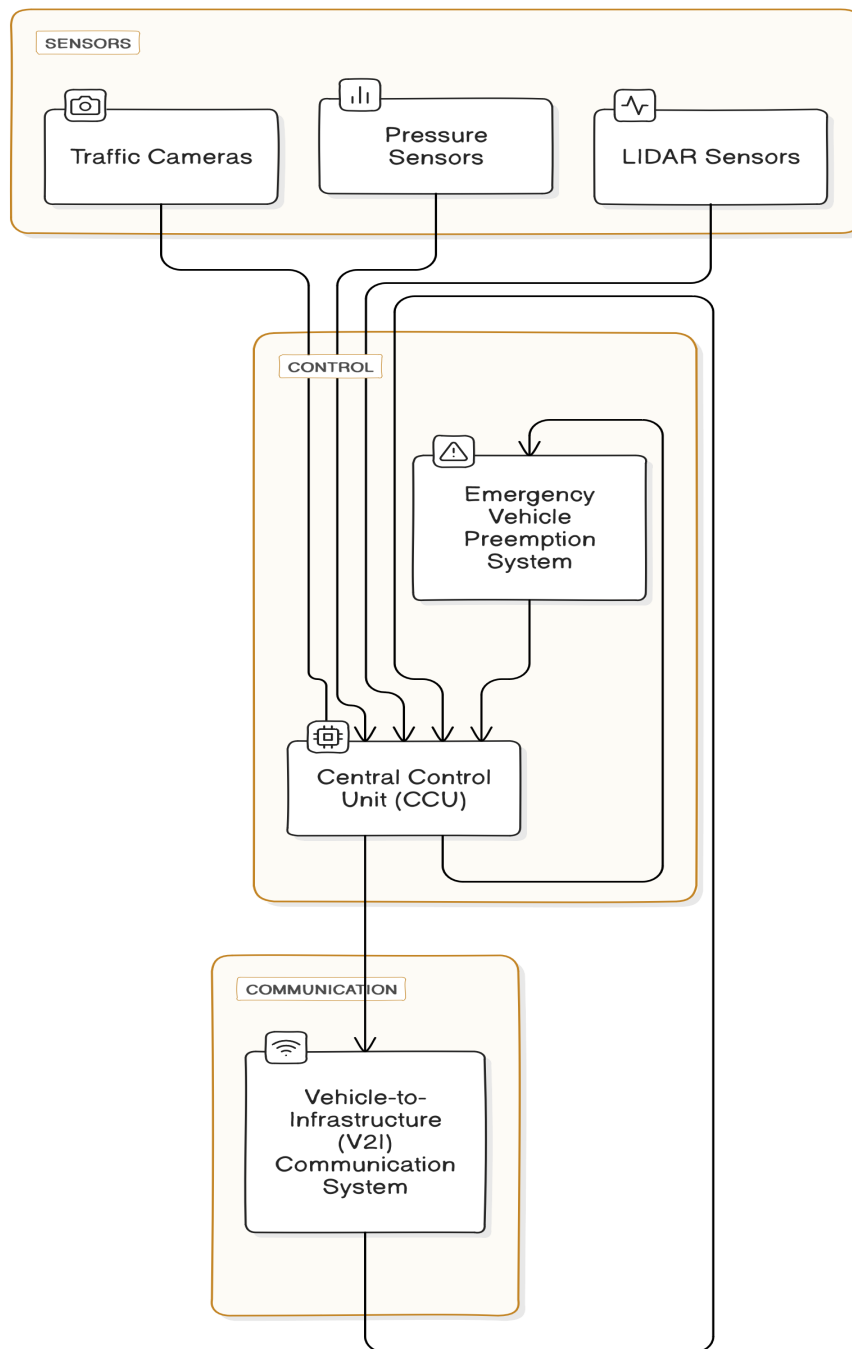 SENSORS
Traffic Cameras
Pressure
Sensors
LIDAR Sensors
CONTROL
Emergency
Vehicle
Preemption
System
Central Control
Unit (CCU)
COMMUNICATION
Vehicle-to-
Infrastructure
(V2I)
Communication
System